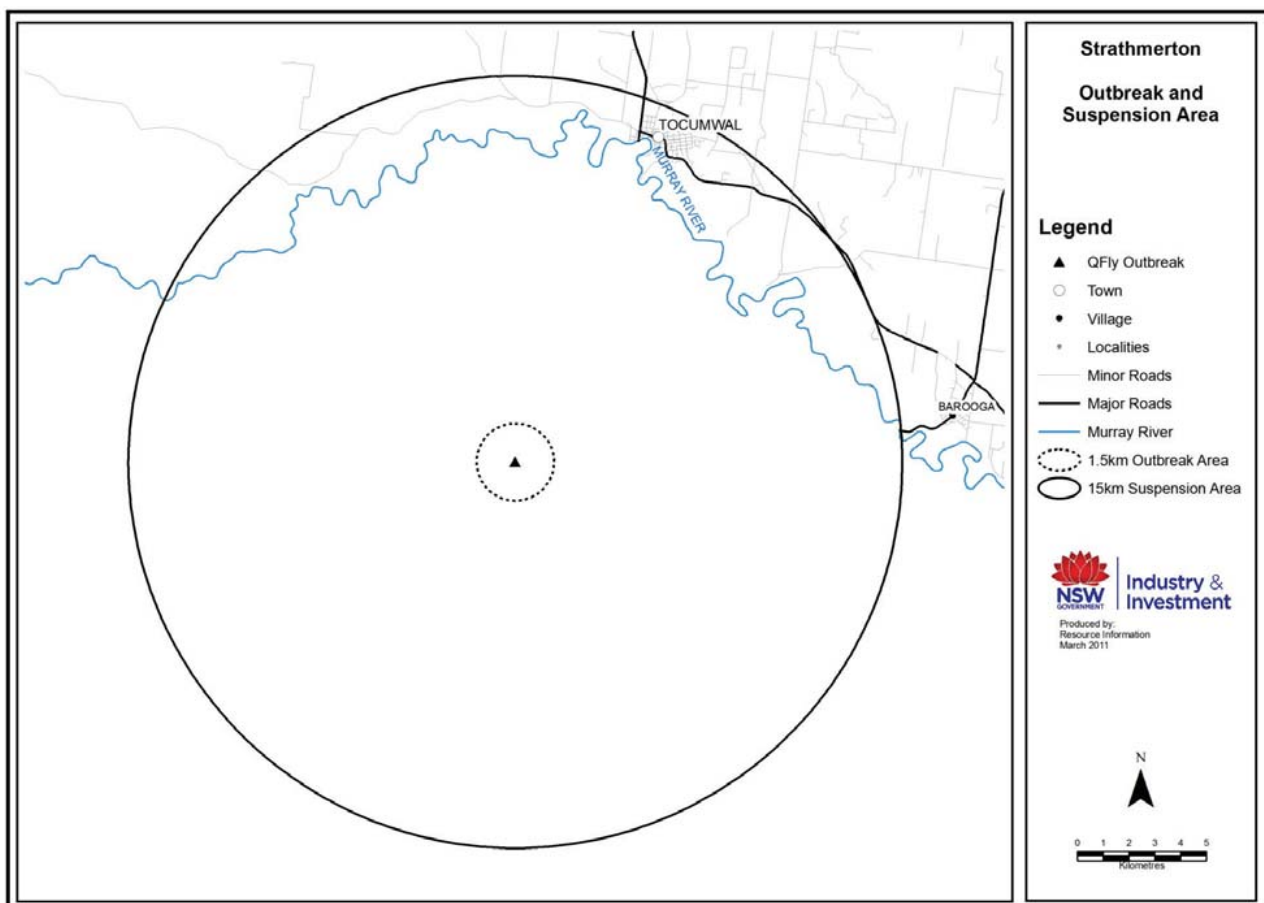 TOCUMWAL
MURRAY RIVER
BAROOGA
Strathmerton
Outbreak and
Suspension Area
Legend
QFly Outbreak
Town
Village
Localities
Minor Roads
Major Roads
Murray River
1.5km Outbreak Area
15km Suspension Area
NSW
GOVERNMENT
Industry &
Investment
Produced by:
Resource Information
March 2011
N
0 1 2 3 4 5
Kilometres